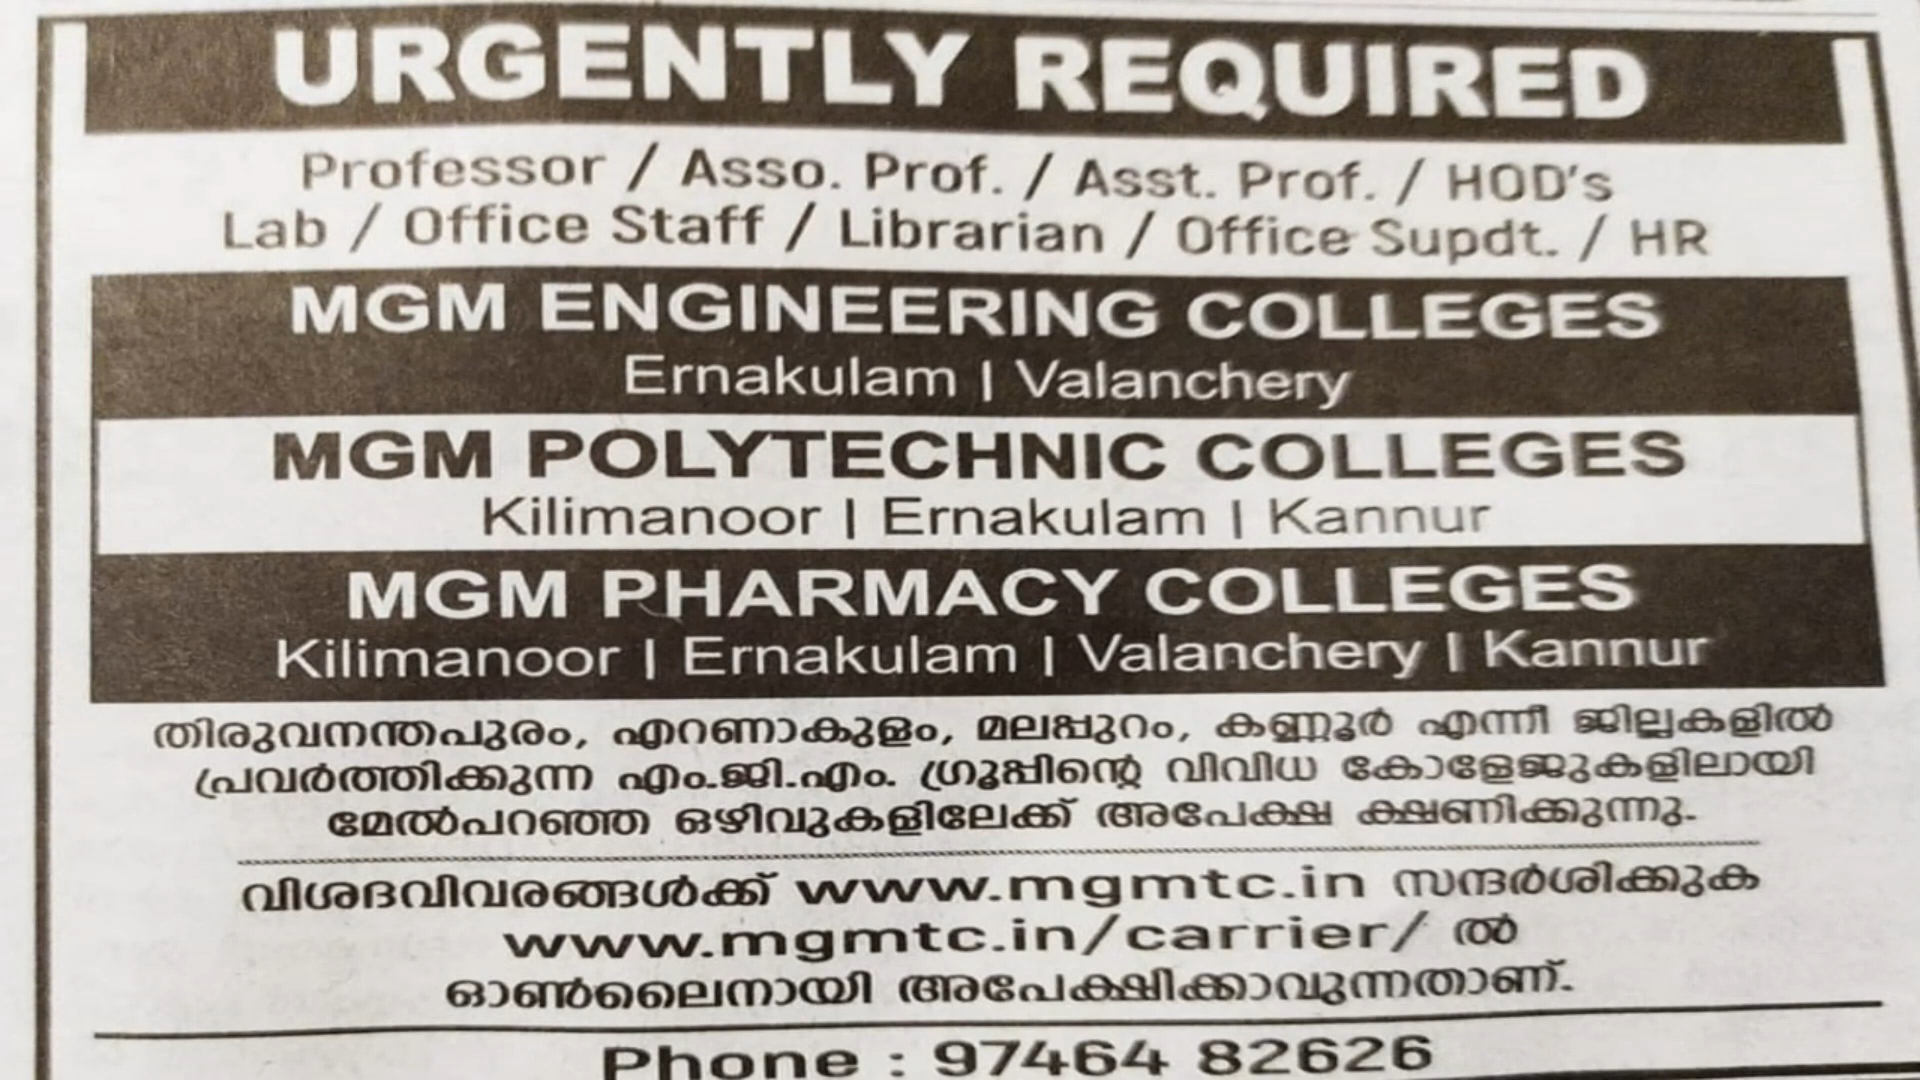 URGENTLY REQUIRED
Professor / Asso. Prof. / Asst. Prof. / HOD's
Lab / Office Staff / Librarian / Office Supdt. / HR
MGM ENGINEERING COLLEGES
Ernakulam | Valanchery
MGM POLYTECHNIC COLLEGES
Kilimanoor | Ernakulam | Kannur
MGM PHARMACY COLLEGES
Kilimanoor | Ernakulam | Valanchery | Kannur
തിരുവനന്തപുരം, എറണാകുളം, മലപ്പുറം, കണ്ണൂർ എന്നീ ജില്ലകളിൽ
പ്രവർത്തിക്കുന്ന എം.ജി.എം. ഗ്രൂപ്പിന്റെ വിവിധ കോളേജുകളിലായി
മേൽപറഞ്ഞ ഒഴിവുകളിലേക്ക് അപേക്ഷ ക്ഷണിക്കുന്നു.
വിശദവിവരങ്ങൾക്ക് www.mgmtc.in സന്ദർശിക്കുക
www.mgmtc.in/carrier/ ൽ
ഓൺലൈനായി അപേക്ഷിക്കാവുന്നതാണ്.
Phone : 97464 82626